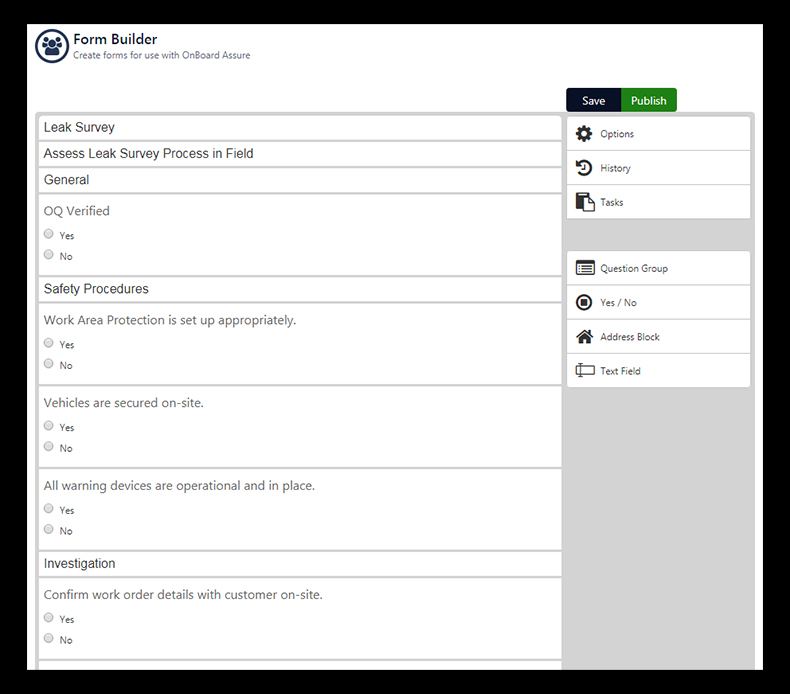 Form Builder
Create forms for use with OnBoard Assure
Save
Publish
Leak Survey
Assess Leak Survey Process in Field
General
OQ Verified
Yes
No
Safety Procedures
Work Area Protection is set up appropriately.
Yes
No
Vehicles are secured on-site.
Yes
No
All warning devices are operational and in place.
Yes
No
Investigation
Confirm work order details with customer on-site.
Yes
No
Options
History
Tasks
Question Group
Yes / No
Address Block
Text Field